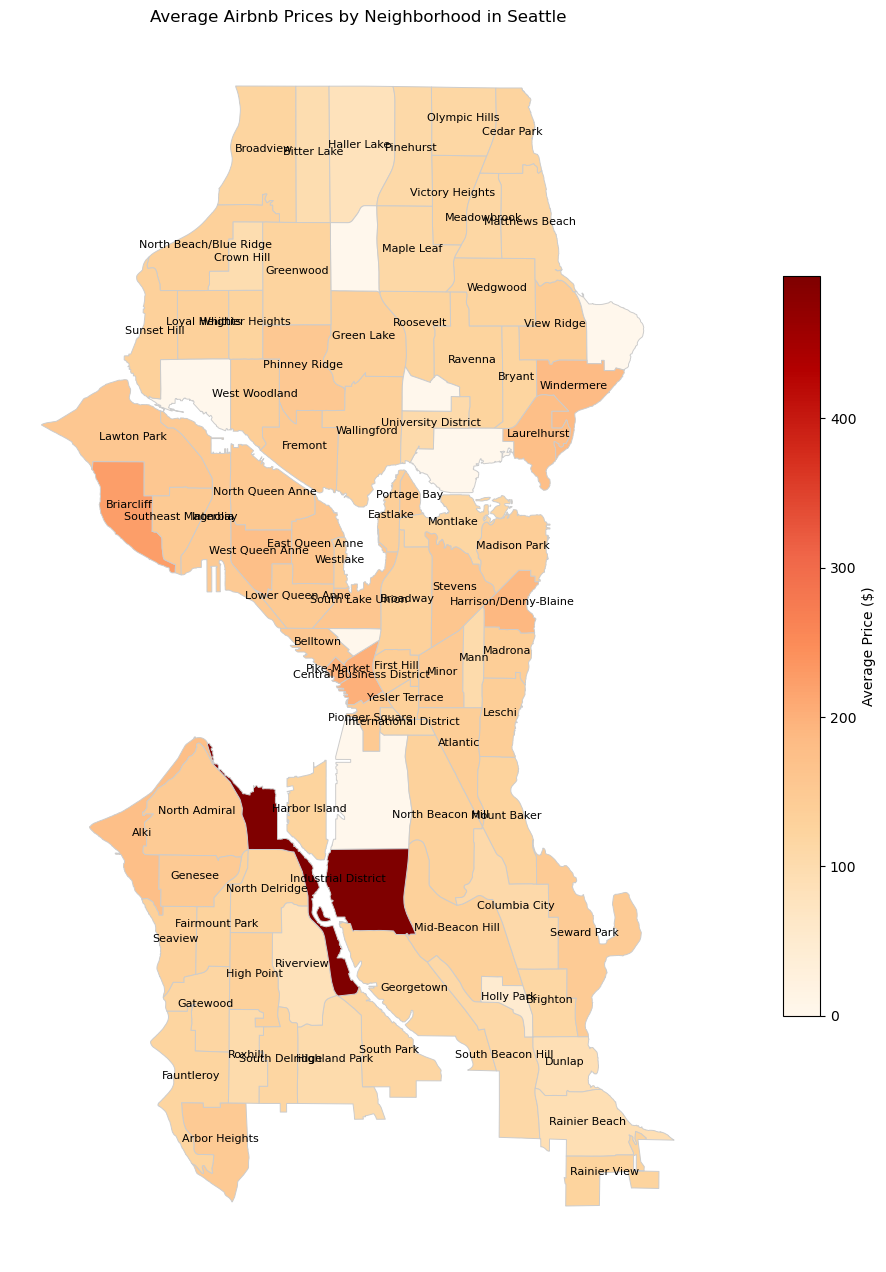 Average Airbnb Prices by Neighborhood in Seattle
Olympic Hills
Cedar Park
Broadview
Bitter Lake
Haller Lake
Pinehurst
Victory Heights
Meadowbrook
Matthews Beach
North Beach/Blue Ridge
Crown Hill
Maple Leaf
Greenwood
Wedgwood
Sunset Hill
Loyal Heights
Whittier Heights
Green Lake
Roosevelt
View Ridge
Phinney Ridge
Ravenna
Bryant
Windermere
West Woodland
Lawton Park
Fremont
Wallingford
University District
Laurelhurst
North Queen Anne
Portage Bay
Briarcliff
Southeast Magnolia
Interbay
Eastlake
Montlake
West Queen Anne
East Queen Anne
Westlake
Madison Park
Stevens
Lower Queen Anne
South Lake Union
Broadway
Harrison/Denny-Blaine
Belltown
Pike-Market
Central Business District
First Hill
Minor
Mann
Madrona
Yesler Terrace
Pioneer Square
International District
Leschi
Atlantic
North Admiral
Harbor Island
North Beacon Hill
Mount Baker
Alki
Genesee
Industrial District
North Delridge
Fairmount Park
Seaview
Columbia City
Mid-Beacon Hill
Seward Park
High Point
Riverview
Georgetown
Holly Park
Brighton
Gatewood
Roxhill
South Delridge
Highland Park
South Park
South Beacon Hill
Dunlap
Fauntleroy
Arbor Heights
Rainier Beach
Rainier View
400
300
200
100
0
Average Price ($)